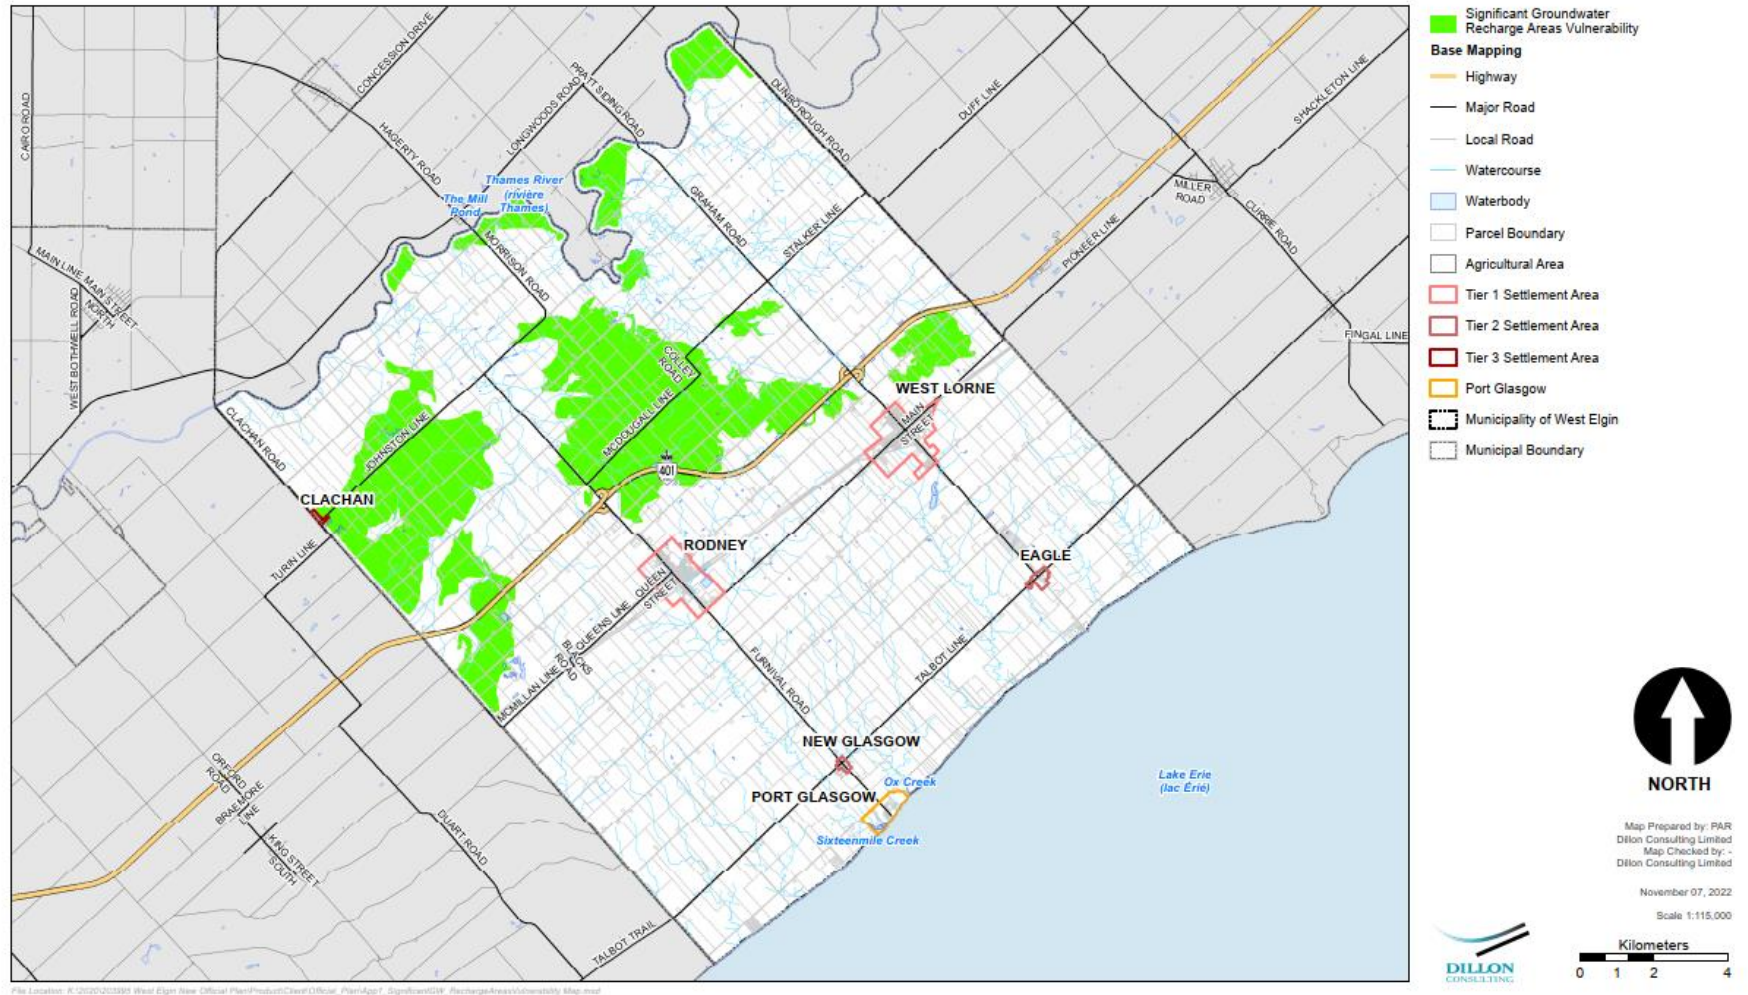 CONCESSION DRIVE
CAIRO ROAD
PRATT SIDING ROAD
LONGWOODS ROAD
HAGERTY ROAD
DUNBOROUGH ROAD
DUFF LINE
SHACKLETON LINE
MILLER
ROAD
CURRIE ROAD
PIONEER LINE
FINGAL LINE
Thames River
(rivière
Thames)
The Mill
Pond
GRAHAM ROAD
STALKER LINE
MORRISON ROAD
MAIN LINE
MAIN STREET
NORTH
WEST BOTHWELL ROAD
COLLEY
ROAD
MCDOUGALL LINE
JOHNSTON LINE
CLACHAN ROAD
WEST LORNE
MAIN
STREET
401
CLACHAN
TURIN LINE
RODNEY
QUEEN
STREET
QUEENS LINE
BLACKS
ROAD
MCMILLAN LINE
EAGLE
TALBOT LINE
FURNIVAL ROAD
NEW GLASGOW
Ox Creek
PORT GLASGOW
Sixteenmile Creek
Lake Erie
(lac Érié)
ORFORD
ROAD
BRAEMORE
LINE
KING STREET
SOUTH
DUART ROAD
TALBOT TRAIL
Significant Groundwater
Recharge Areas Vulnerability
Base Mapping
Highway
Major Road
Local Road
Watercourse
Waterbody
Parcel Boundary
Agricultural Area
Tier 1 Settlement Area
Tier 2 Settlement Area
Tier 3 Settlement Area
Port Glasgow
Municipality of West Elgin
Municipal Boundary
NORTH
Map Prepared by: PAR
Dillon Consulting Limited
Map Checked by: -
Dillon Consulting Limited
November 07, 2022
Scale 1:115,000
DILLON
CONSULTING
Kilometers
0 1 2 4